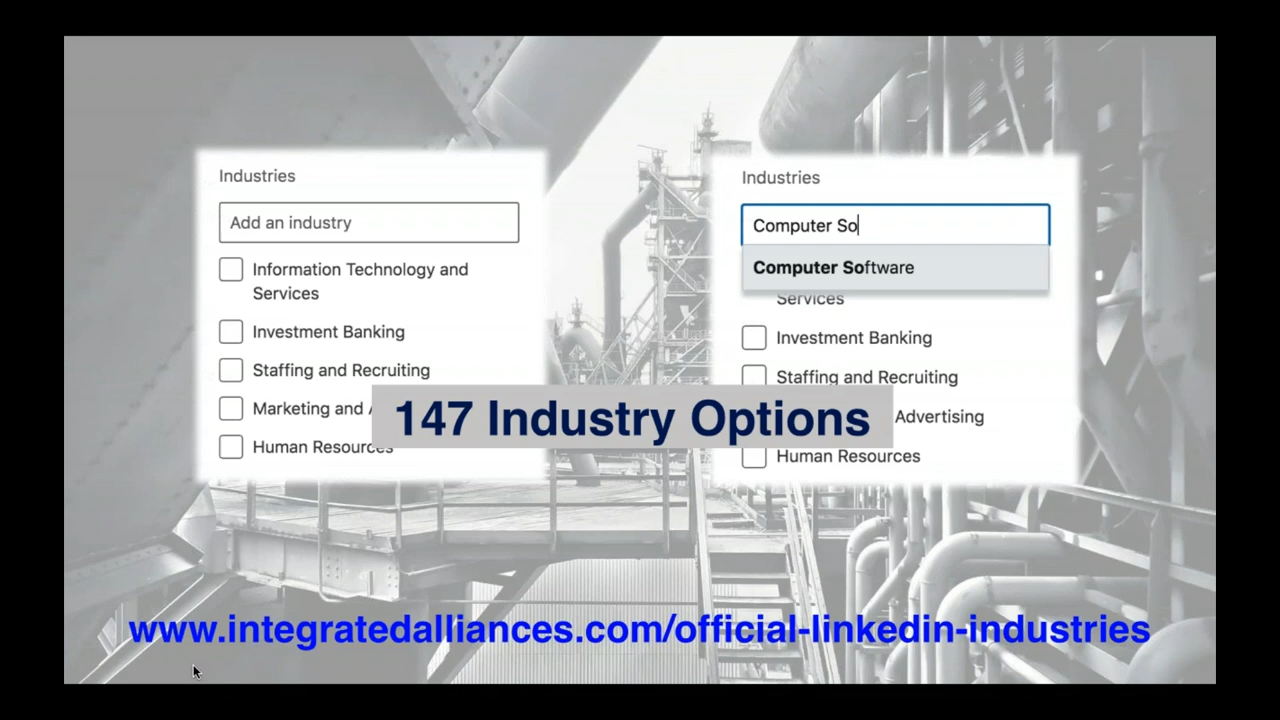 Industries
Add an industry
Information Technology and
Services
Investment Banking
Staffing and Recruiting
Marketing and A
Human Resources
Industries
Computer So
Computer Software
Services
Investment Banking
Staffing and Recruiting
Advertising
Human Resources
147 Industry Options
www.integratedalliances.com/official-linkedin-industries